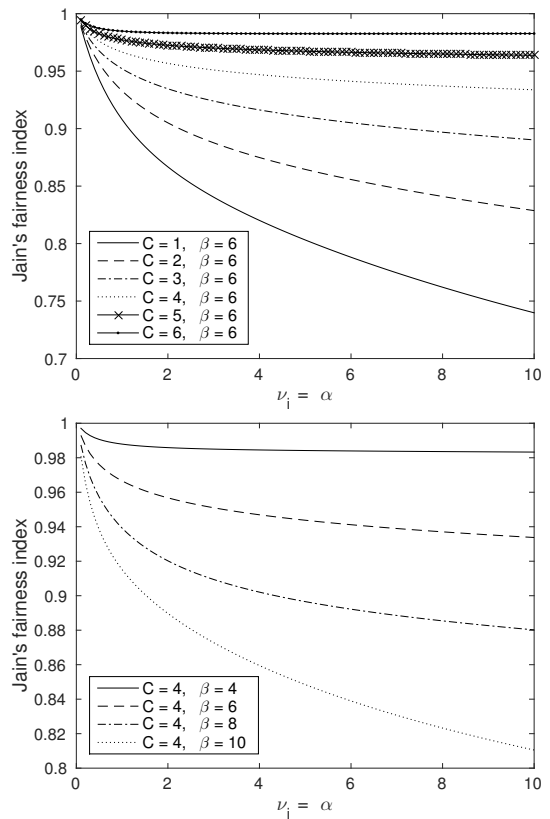 1
0.95
0.9
0.85
0.8
0.75
0.7
Jain's fairness index
C = 1, β = 6
C = 2, β = 6
C = 3, β = 6
C = 4, β = 6
C = 5, β = 6
C = 6, β = 6
0 2 4 6 8 10
ν_i = α
1
0.98
0.96
0.94
0.92
0.9
0.88
0.86
0.84
0.82
0.8
Jain's fairness index
C = 4, β = 4
C = 4, β = 6
C = 4, β = 8
C = 4, β = 10
0 2 4 6 8 10
ν_i = α